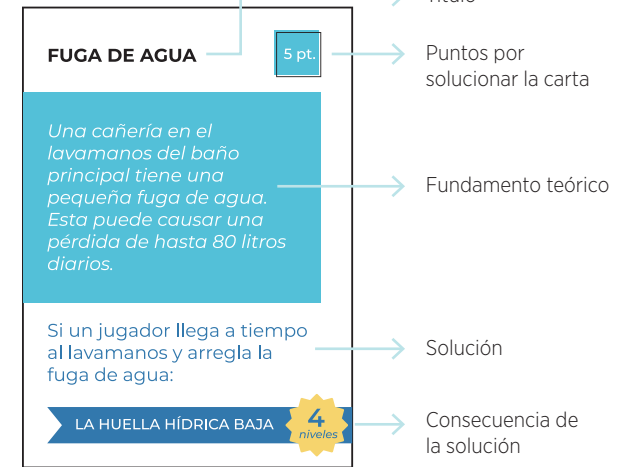 Título
FUGA DE AGUA
5 pt.
Puntos por
solucionar la carta
Una cañería en el
lavamanos del baño
principal tiene una
pequeña fuga de agua.
Esta puede causar una
pérdida de hasta 80 litros
diarios.
Fundamento teórico
Si un jugador llega a tiempo
al lavamanos y arregla la
fuga de agua:
Solución
LA HUELLA HÍDRICA BAJA
4
niveles
Consecuencia de
la solución